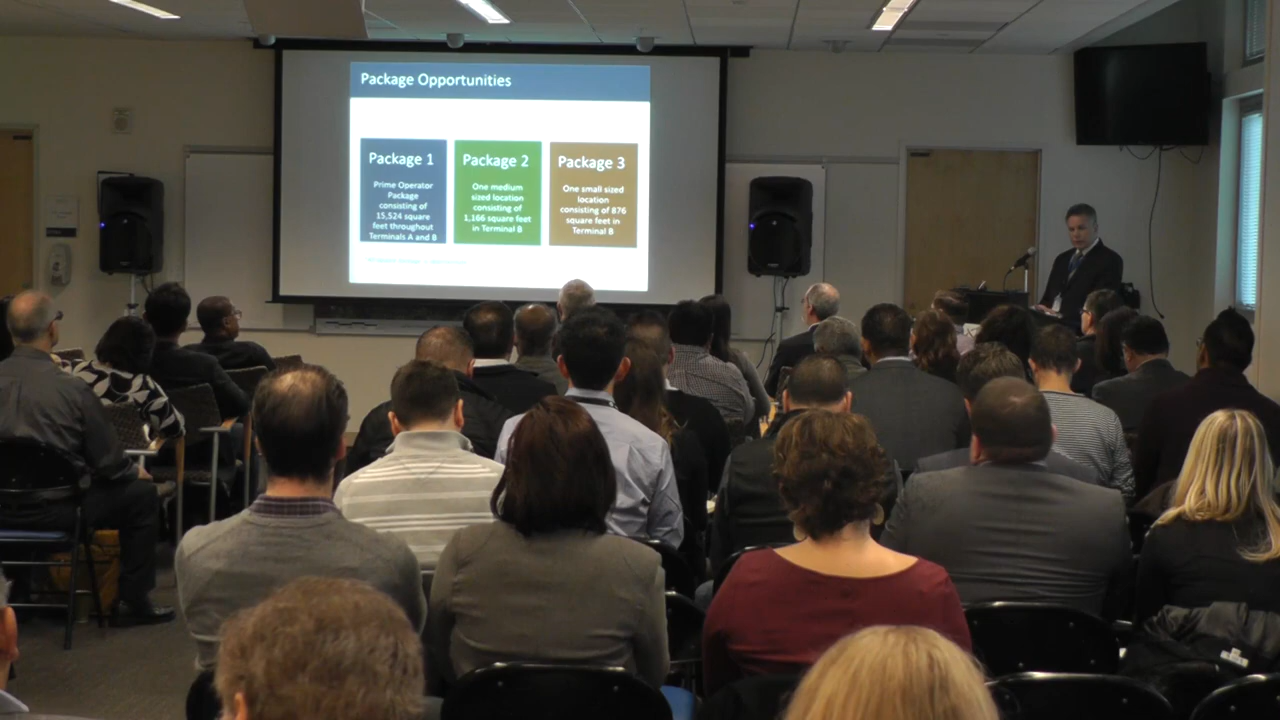 Package Opportunities
Package 1
Prime Operator
Package
consisting of
15,524 square
feet throughout
Terminals A and B
Package 2
One medium
sized location
consisting of
1,166 square feet
in Terminal B
Package 3
One small sized
location
consisting of 876
square feet in
Terminal B